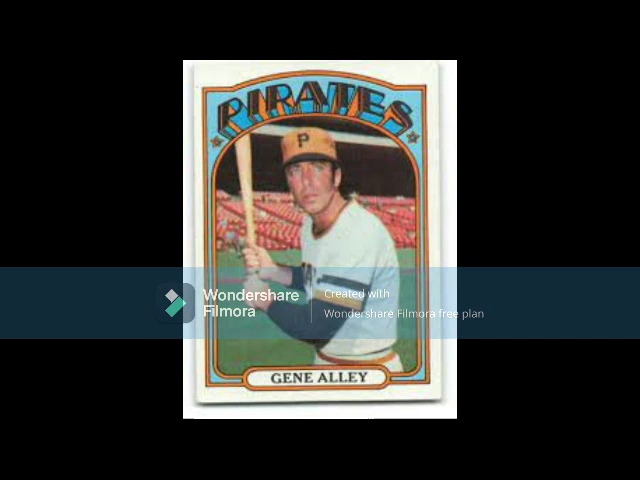 PIRATES
P
Wondershare
Filmora
Created with
Wondershare Filmora free plan
GENE ALLEY